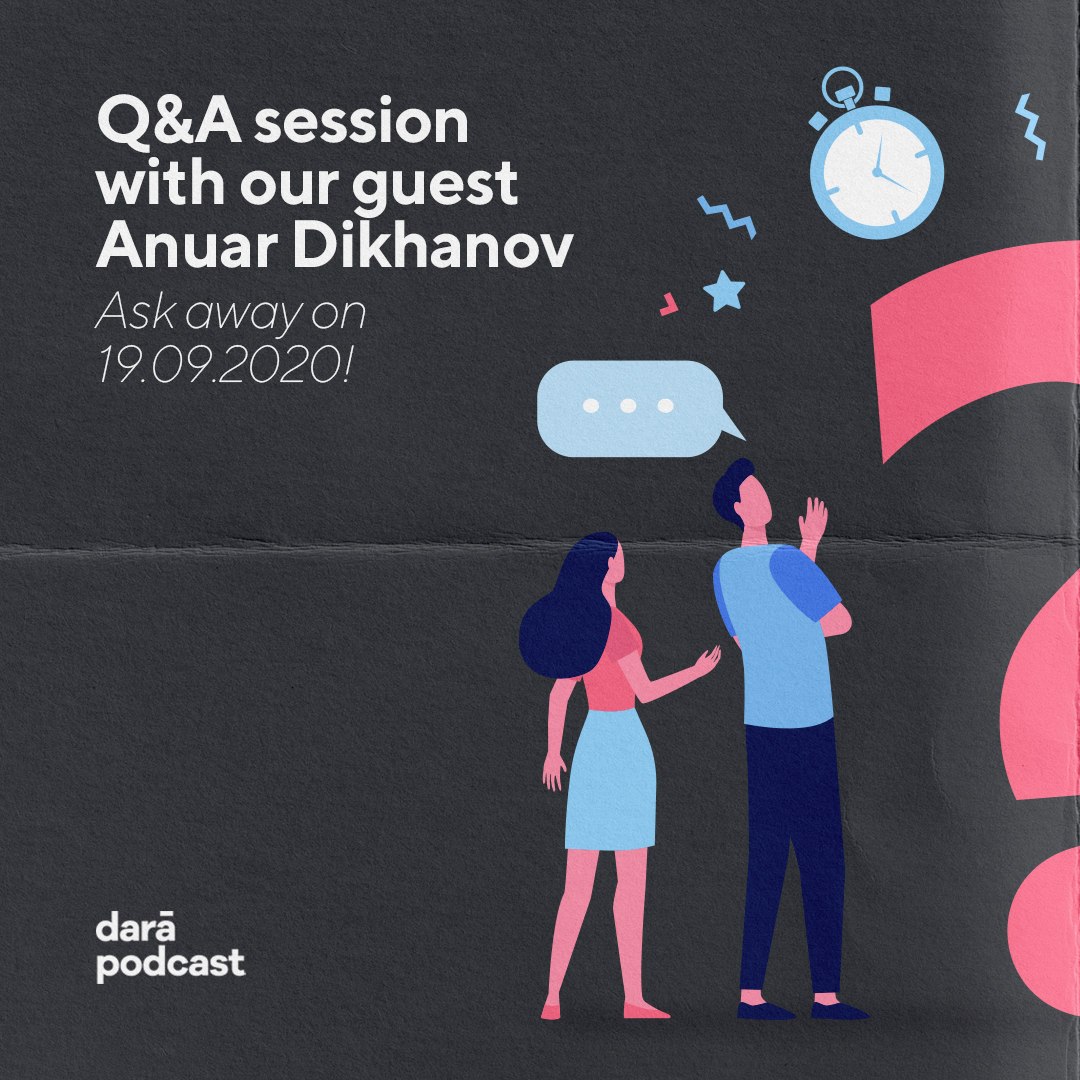 Q&A session
with our guest
Anuar Dikhanov
Ask away on
19.09.2020!
darā
podcast